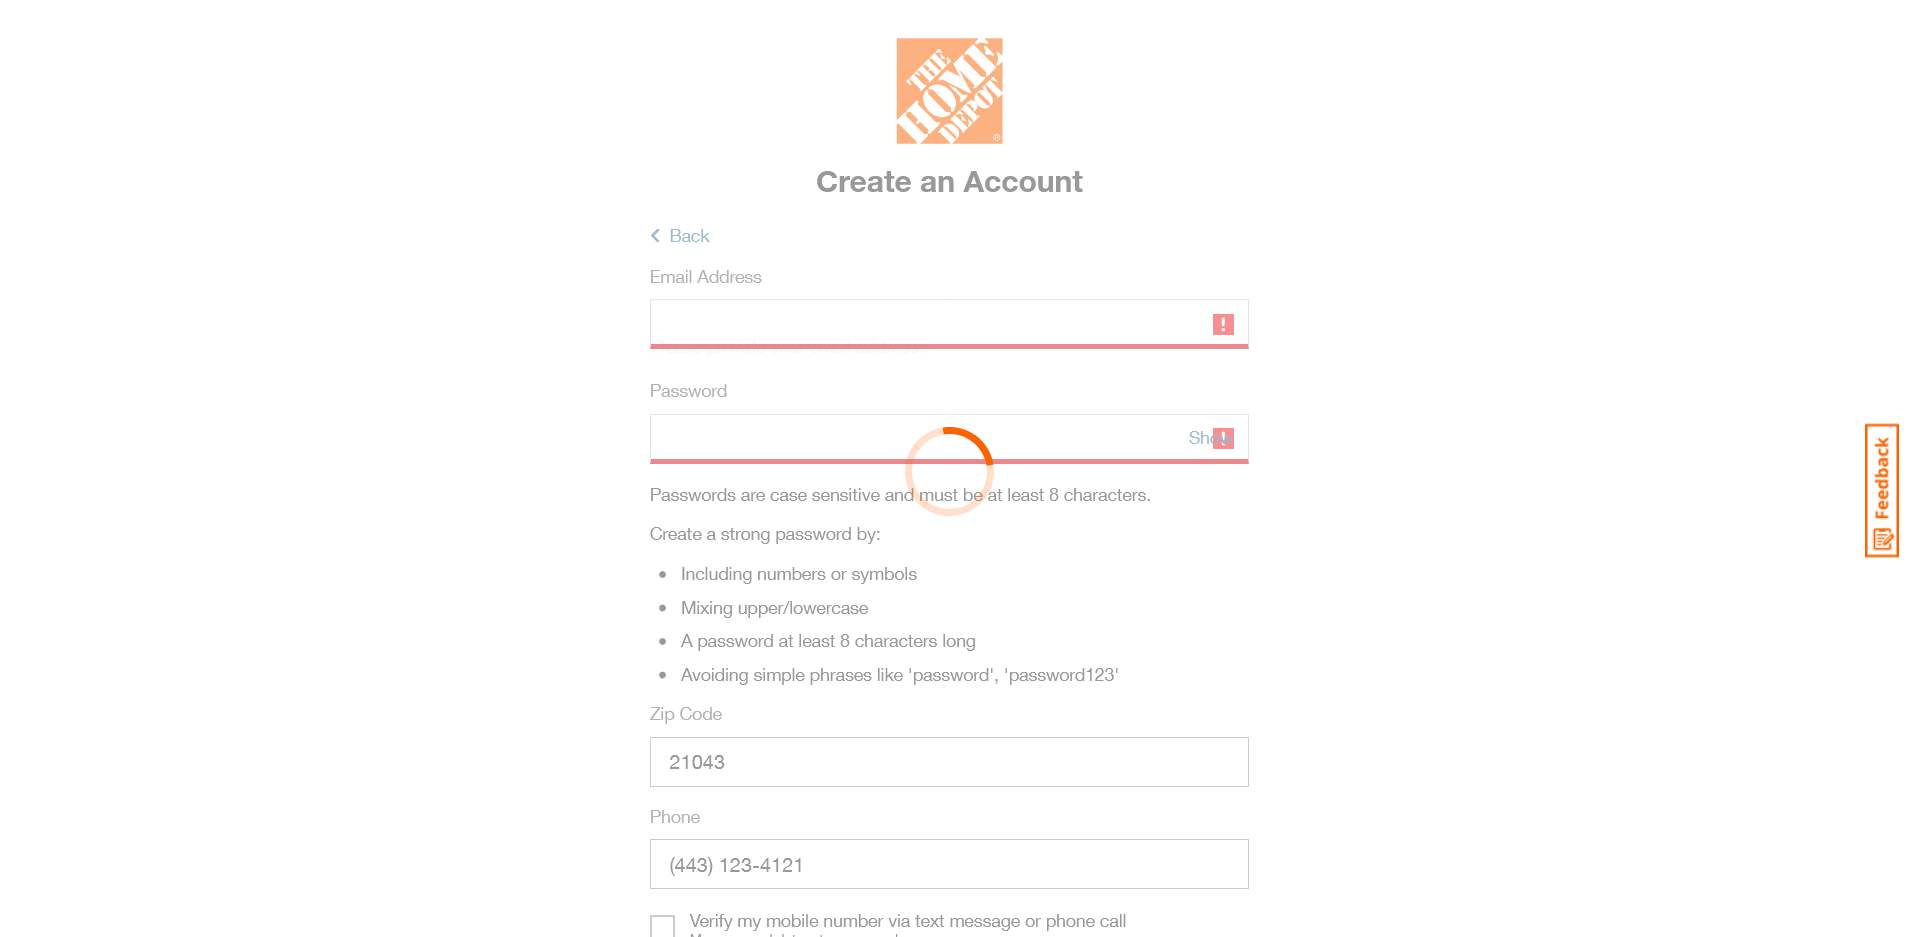 THE
HOME
DEPOT
®
Create an Account
Back
Email Address
!
Password
Show
!
Passwords are case sensitive and must be at least 8 characters.
Create a strong password by:
• Including numbers or symbols
• Mixing upper/lowercase
• A password at least 8 characters long
• Avoiding simple phrases like 'password', 'password123'
Zip Code
21043
Phone
(443) 123-4121
Verify my mobile number via text message or phone call
Feedback